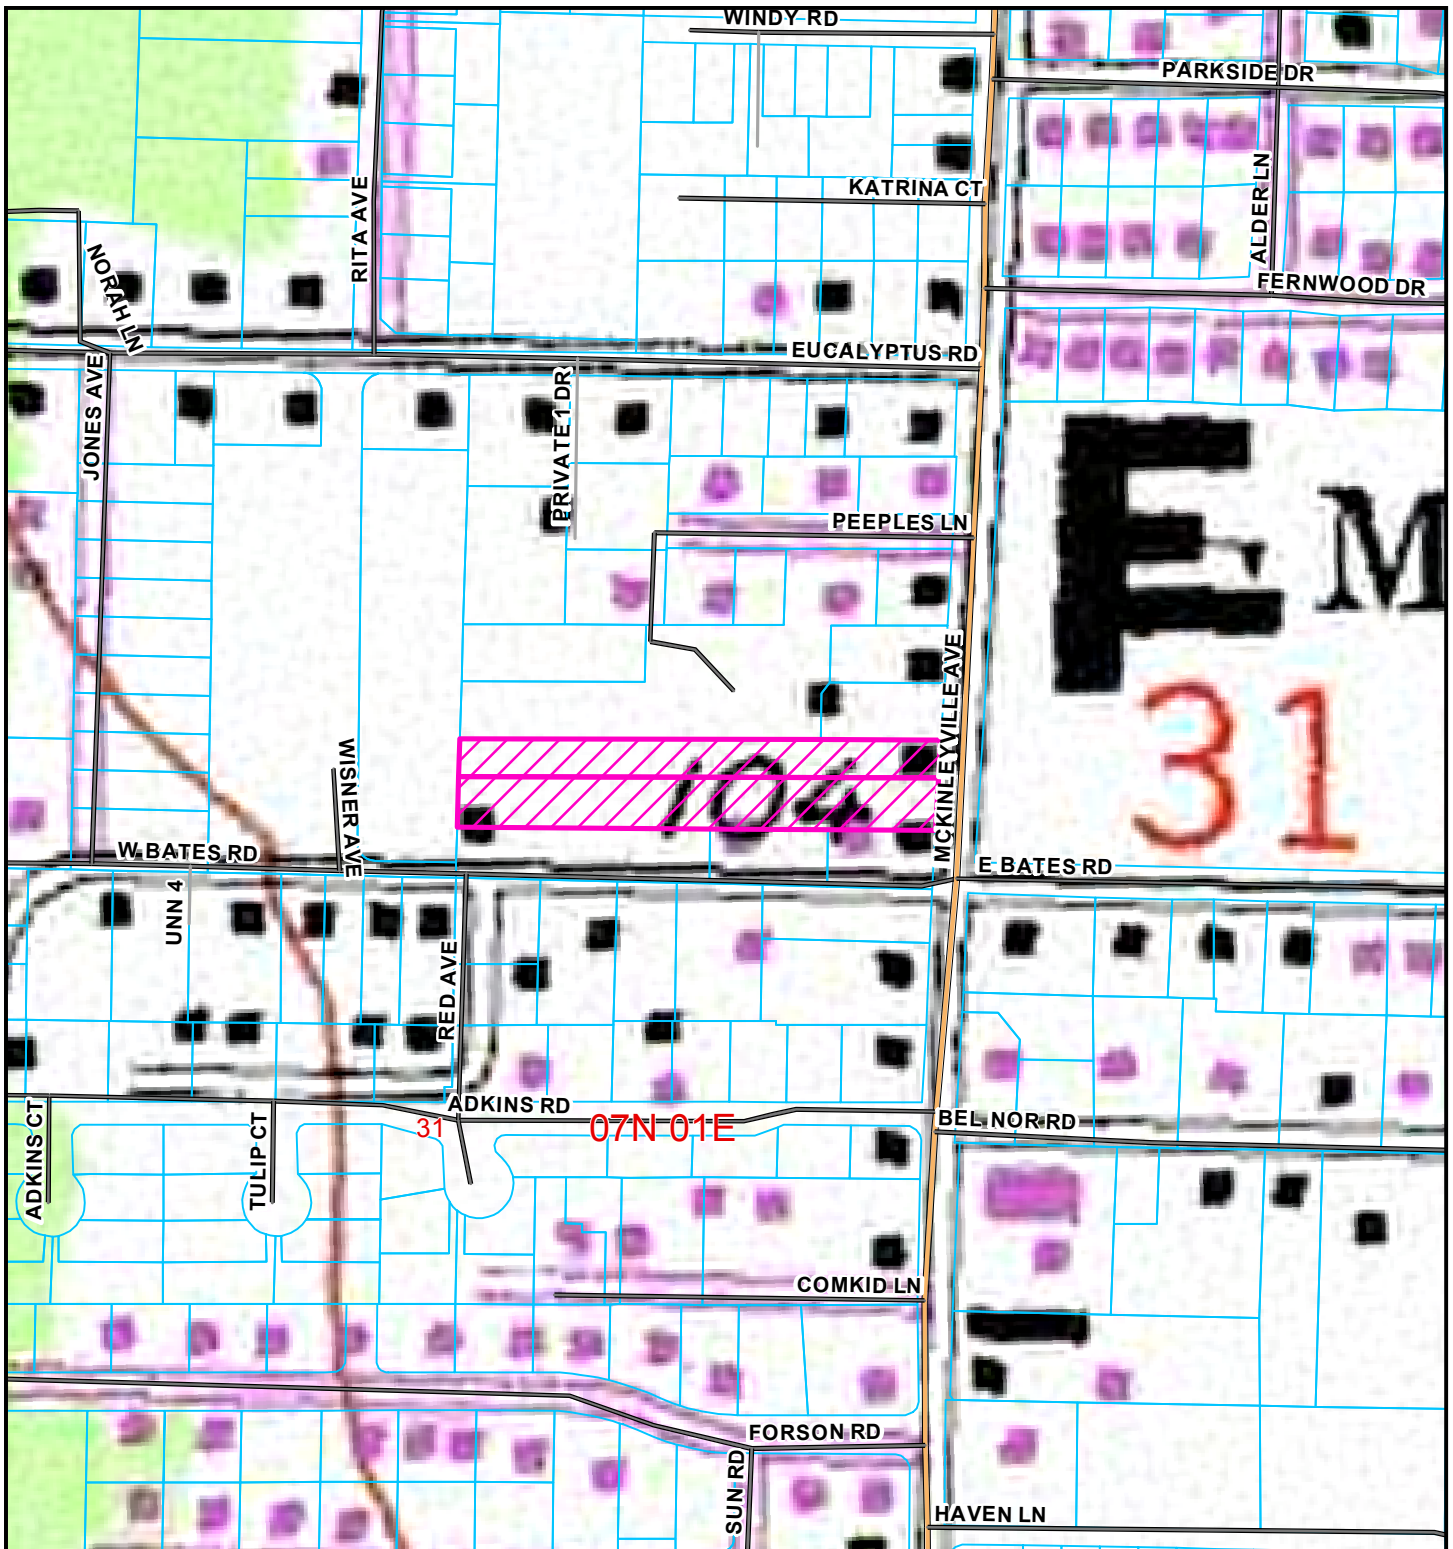 WINDY RD
PARKSIDE DR
KATRINA CT
RITA AVE
ALDER LN
NORAH LN
FERNWOOD DR
EUCALYPTUS RD
JONES AVE
PRIVATE 1 DR
PEEPLES LN
E M
31
MCKINLEYVILLE AVE
104
WISNER AVE
W BATES RD
E BATES RD
UNN 4
RED AVE
ADKINS RD
31
07N 01E
BEL NOR RD
ADKINS CT
TULIP CT
COMKID LN
FORSON RD
SUN RD
HAVEN LN